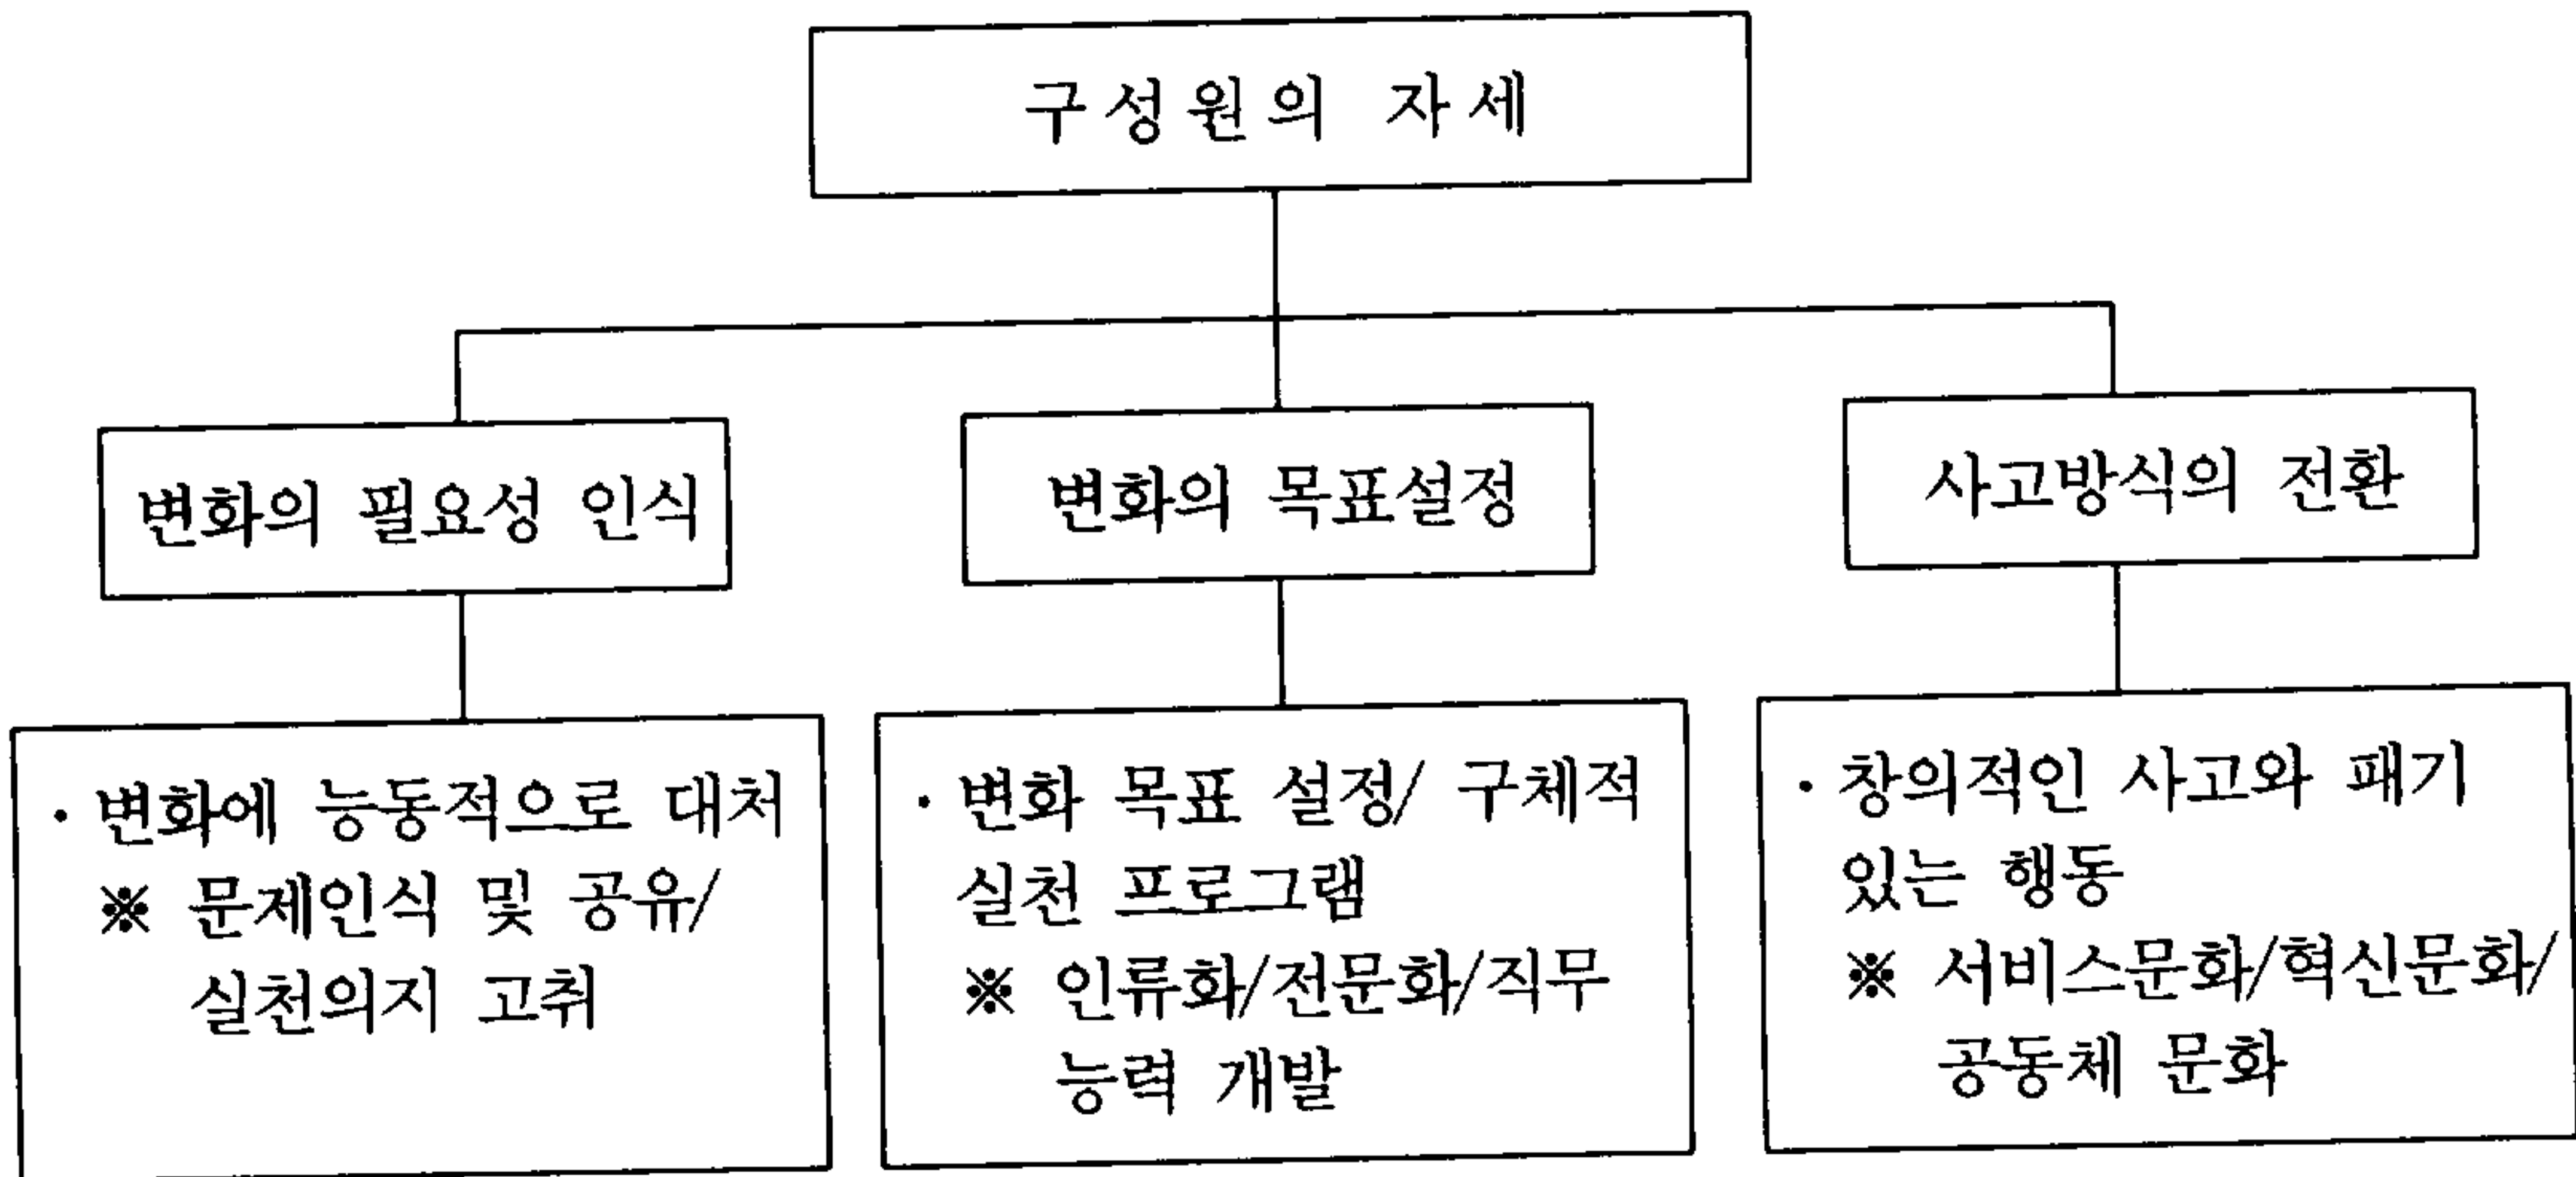 구성원의 자세
변화의 필요성 인식
변화의 목표설정
사고방식의 전환
· 변화에 능동적으로 대처
※ 문제인식 및 공유/
실천의지 고취
· 변화 목표 설정/ 구체적
실천 프로그램
※ 인류화/전문화/직무
능력 개발
· 창의적인 사고와 패기
있는 행동
※ 서비스문화/혁신문화/
공동체 문화